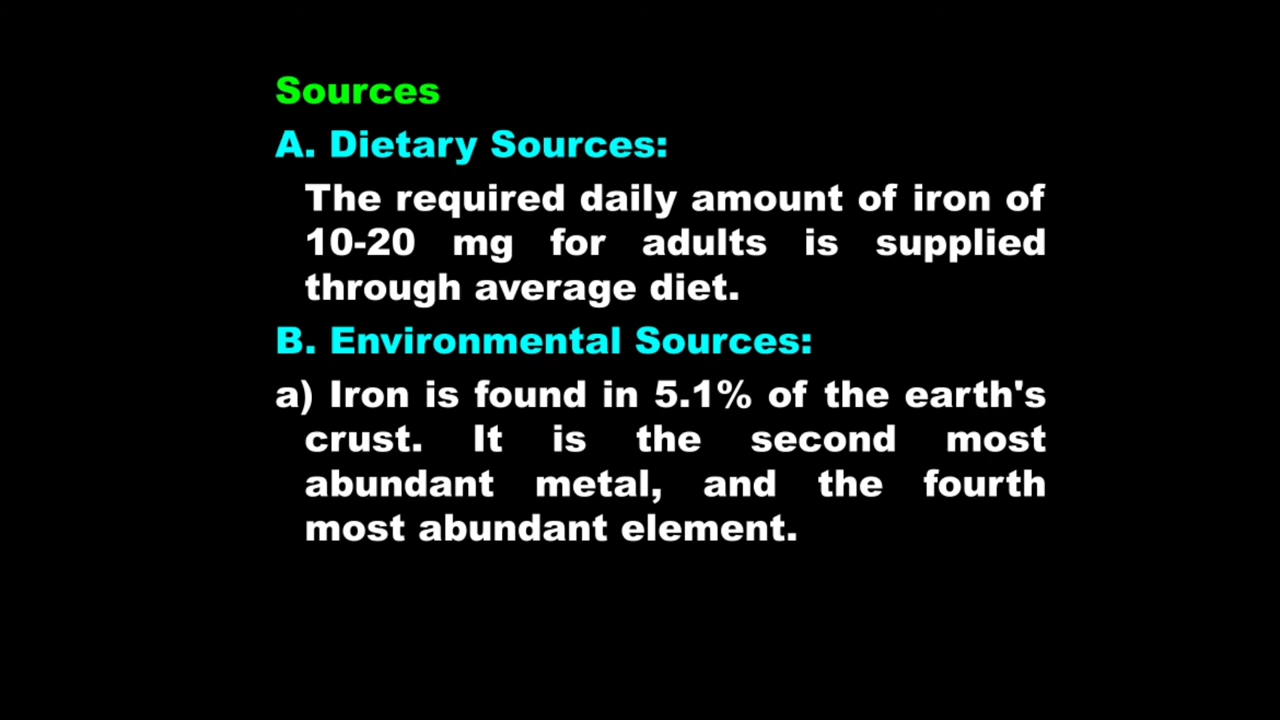 Sources
A. Dietary Sources:
The required daily amount of iron of
10-20 mg for adults is supplied
through average diet.
B. Environmental Sources:
a) Iron is found in 5.1% of the earth's
crust. It is the second most
abundant metal, and the fourth
most abundant element.